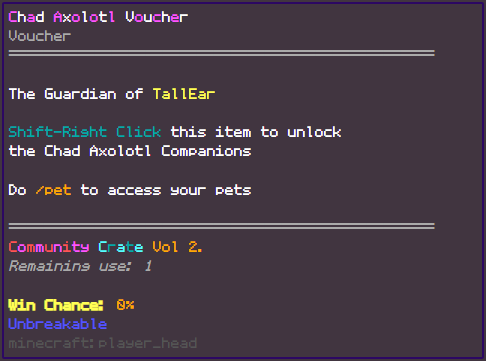 Chad Axolotl Voucher
Voucher
The Guardian of TallEar
Shift-Right Click this item to unlock
the Chad Axolotl Companions
Do /pet to access your pets
Community Crate Vol 2.
Remaining use: 1
Win Chance: 0%
Unbreakable
minecraft:player_head